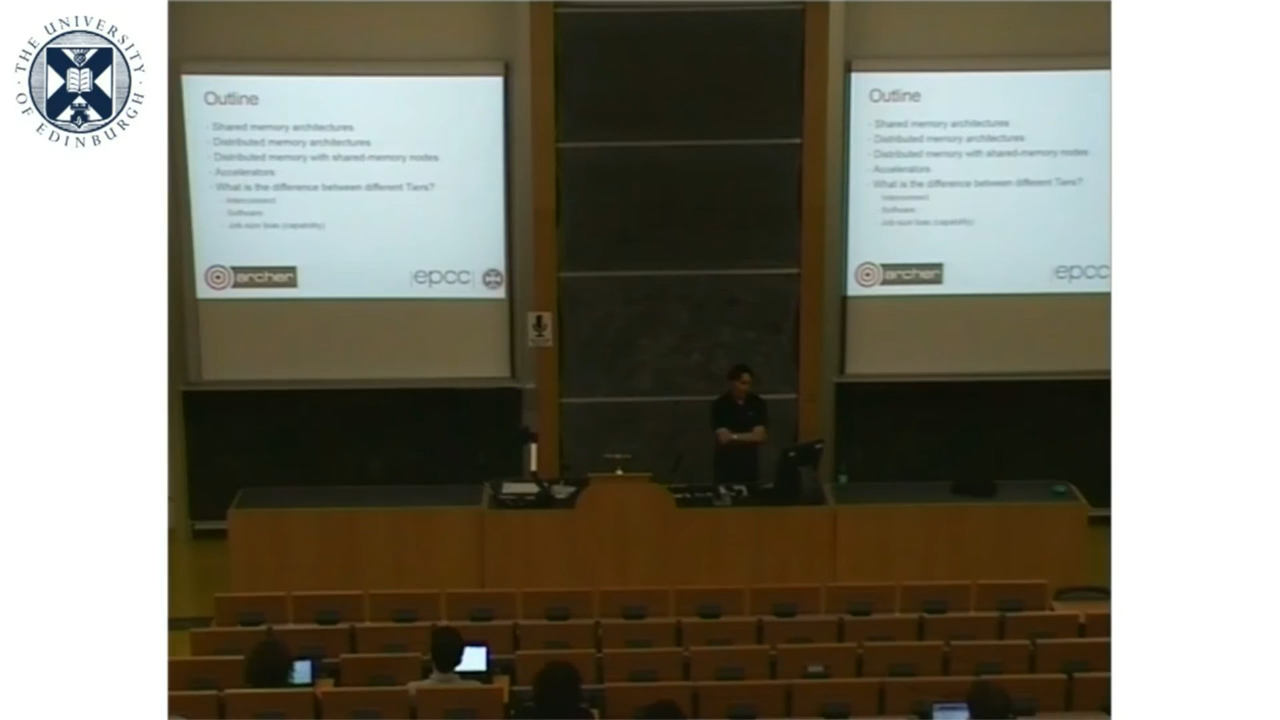 THE UNIVERSITY OF EDINBURGH
Outline
- Shared memory architectures
- Distributed memory architectures
- Distributed memory with shared-memory nodes
- Accelerators
- What is the difference between different Tiers?
- Interconnect
- Software
- Job-size bias (capability)
archer
epcc
Outline
- Shared memory architectures
- Distributed memory architectures
- Distributed memory with shared-memory nodes
- Accelerators
- What is the difference between different Tiers?
- Interconnect
- Software
- Job-size bias (capability)
archer
epcc